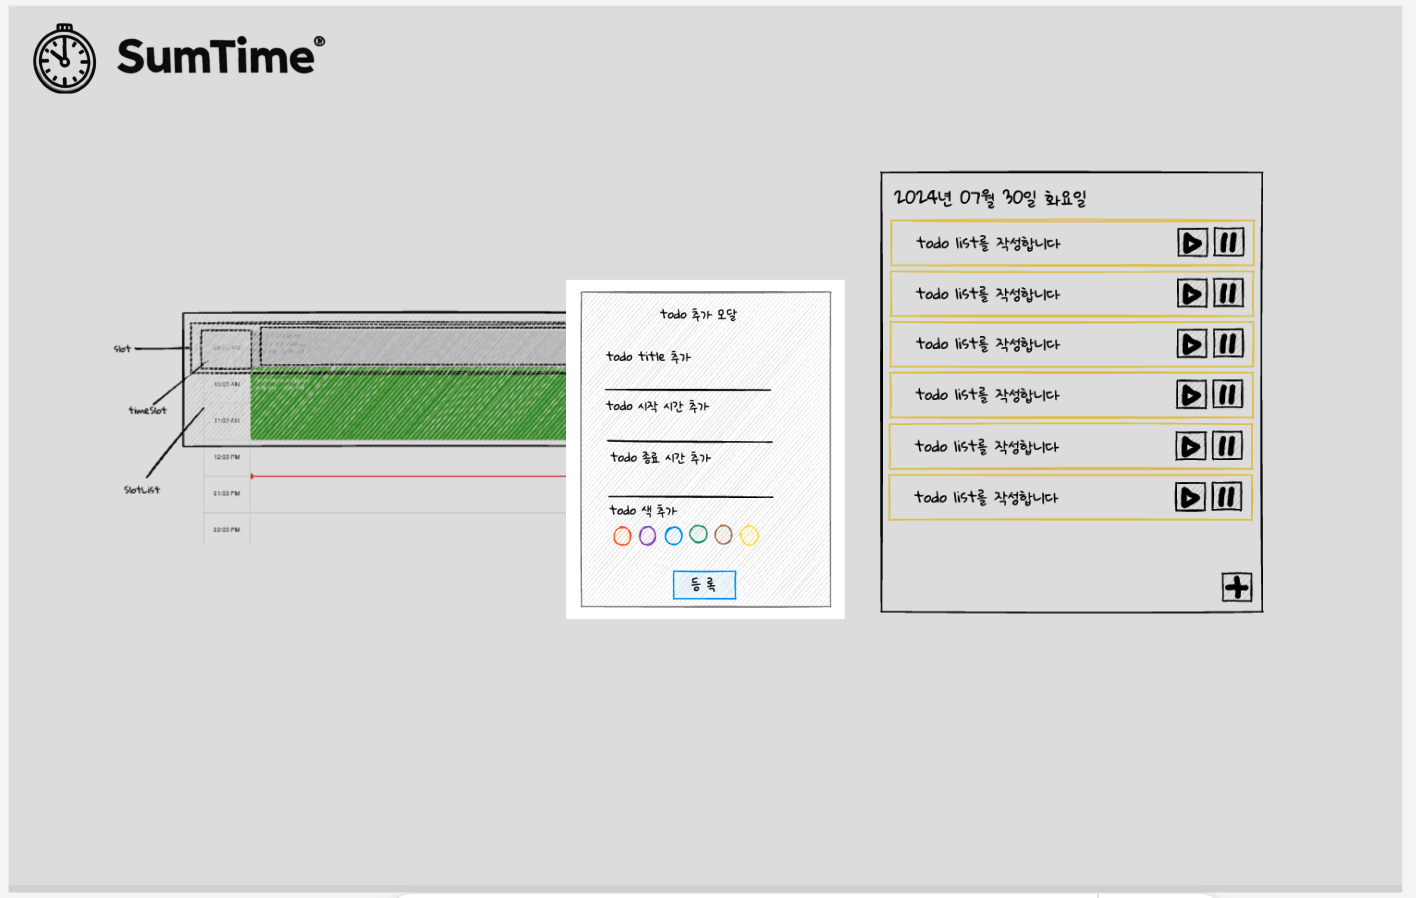 SumTime®
slot
timeSlot
SlotList
10:00 AM
11:00 AM
12:00 PM
01:00 PM
02:00 PM
todo 추가 모달
todo title 추가
todo 시작 시간 추가
todo 종료 시간 추가
todo 색 추가
등 록
2024년 07월 30일 화요일
todo list를 작성합니다
todo list를 작성합니다
todo list를 작성합니다
todo list를 작성합니다
todo list를 작성합니다
todo list를 작성합니다